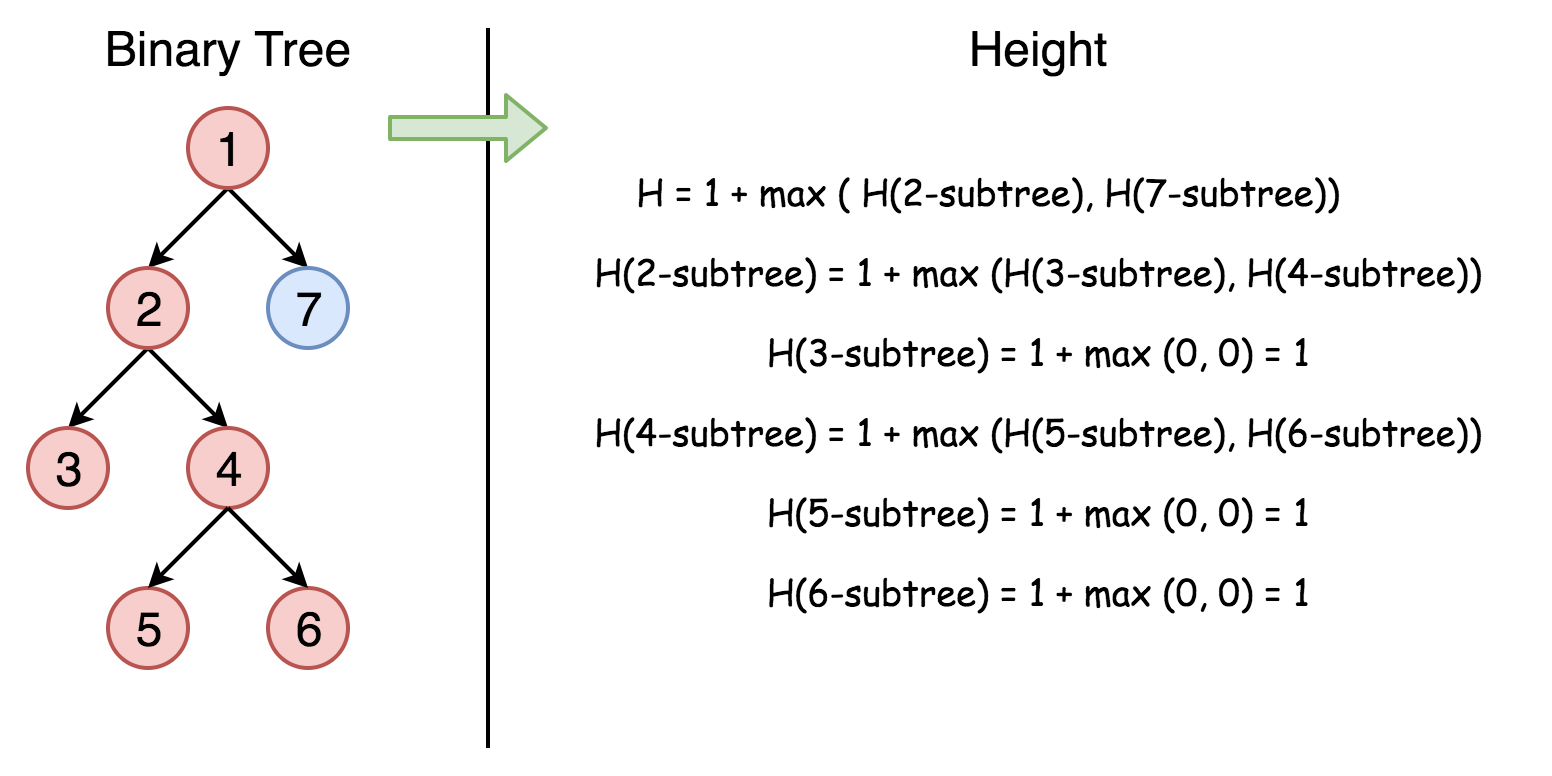 Binary Tree
1
2
7
3
4
5
6
Height
H = 1 + max ( H(2-subtree), H(7-subtree))
H(2-subtree) = 1 + max (H(3-subtree), H(4-subtree))
H(3-subtree) = 1 + max (0, 0) = 1
H(4-subtree) = 1 + max (H(5-subtree), H(6-subtree))
H(5-subtree) = 1 + max (0, 0) = 1
H(6-subtree) = 1 + max (0, 0) = 1